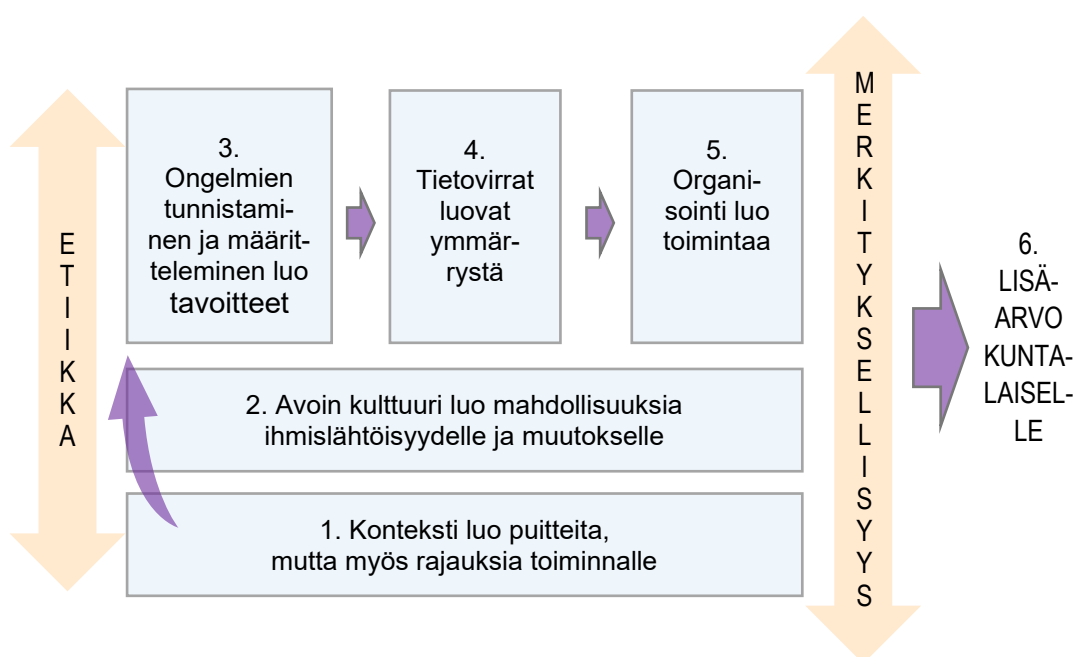 ETIIKKA
3.
Ongelmien
tunnistami-
nen ja määrit-
teleminen luo
tavoitteet
4.
Tietovirrat
luovat
ymmär-
rystä
5.
Organi-
sointi luo
toimintaa
2. Avoin kulttuuri luo mahdollisuuksia
ihmislähtöisyydelle ja muutokselle
1. Konteksti luo puitteita,
mutta myös rajauksia toiminnalle
MERKITYKSELLISYYS
6.
LISÄ-
ARVO
KUNTA-
LAISEL-
LE